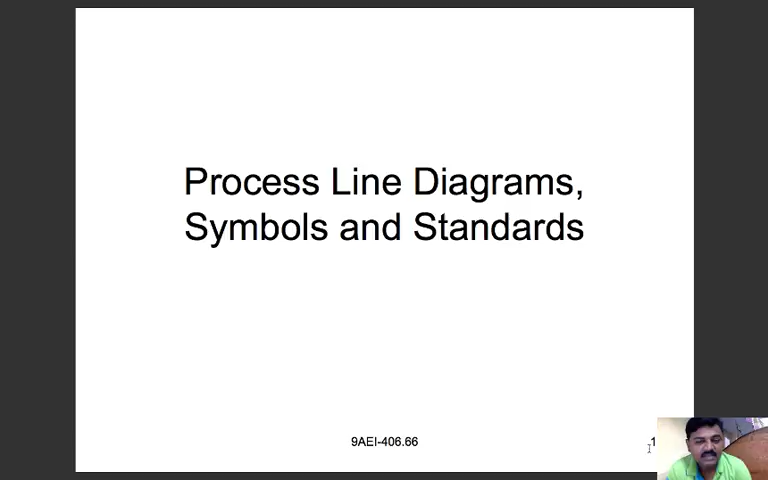 Process Line Diagrams,
Symbols and Standards
9AEI-406.66
1